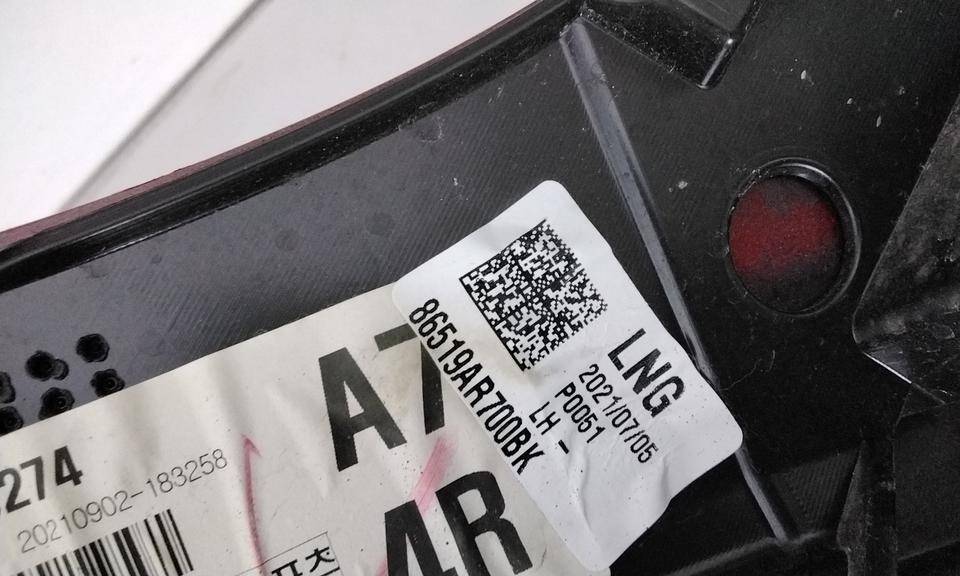 LNG
2021/07/05
P0051
LH -
86519AR700BK
A7
4R
274
20210902-183258